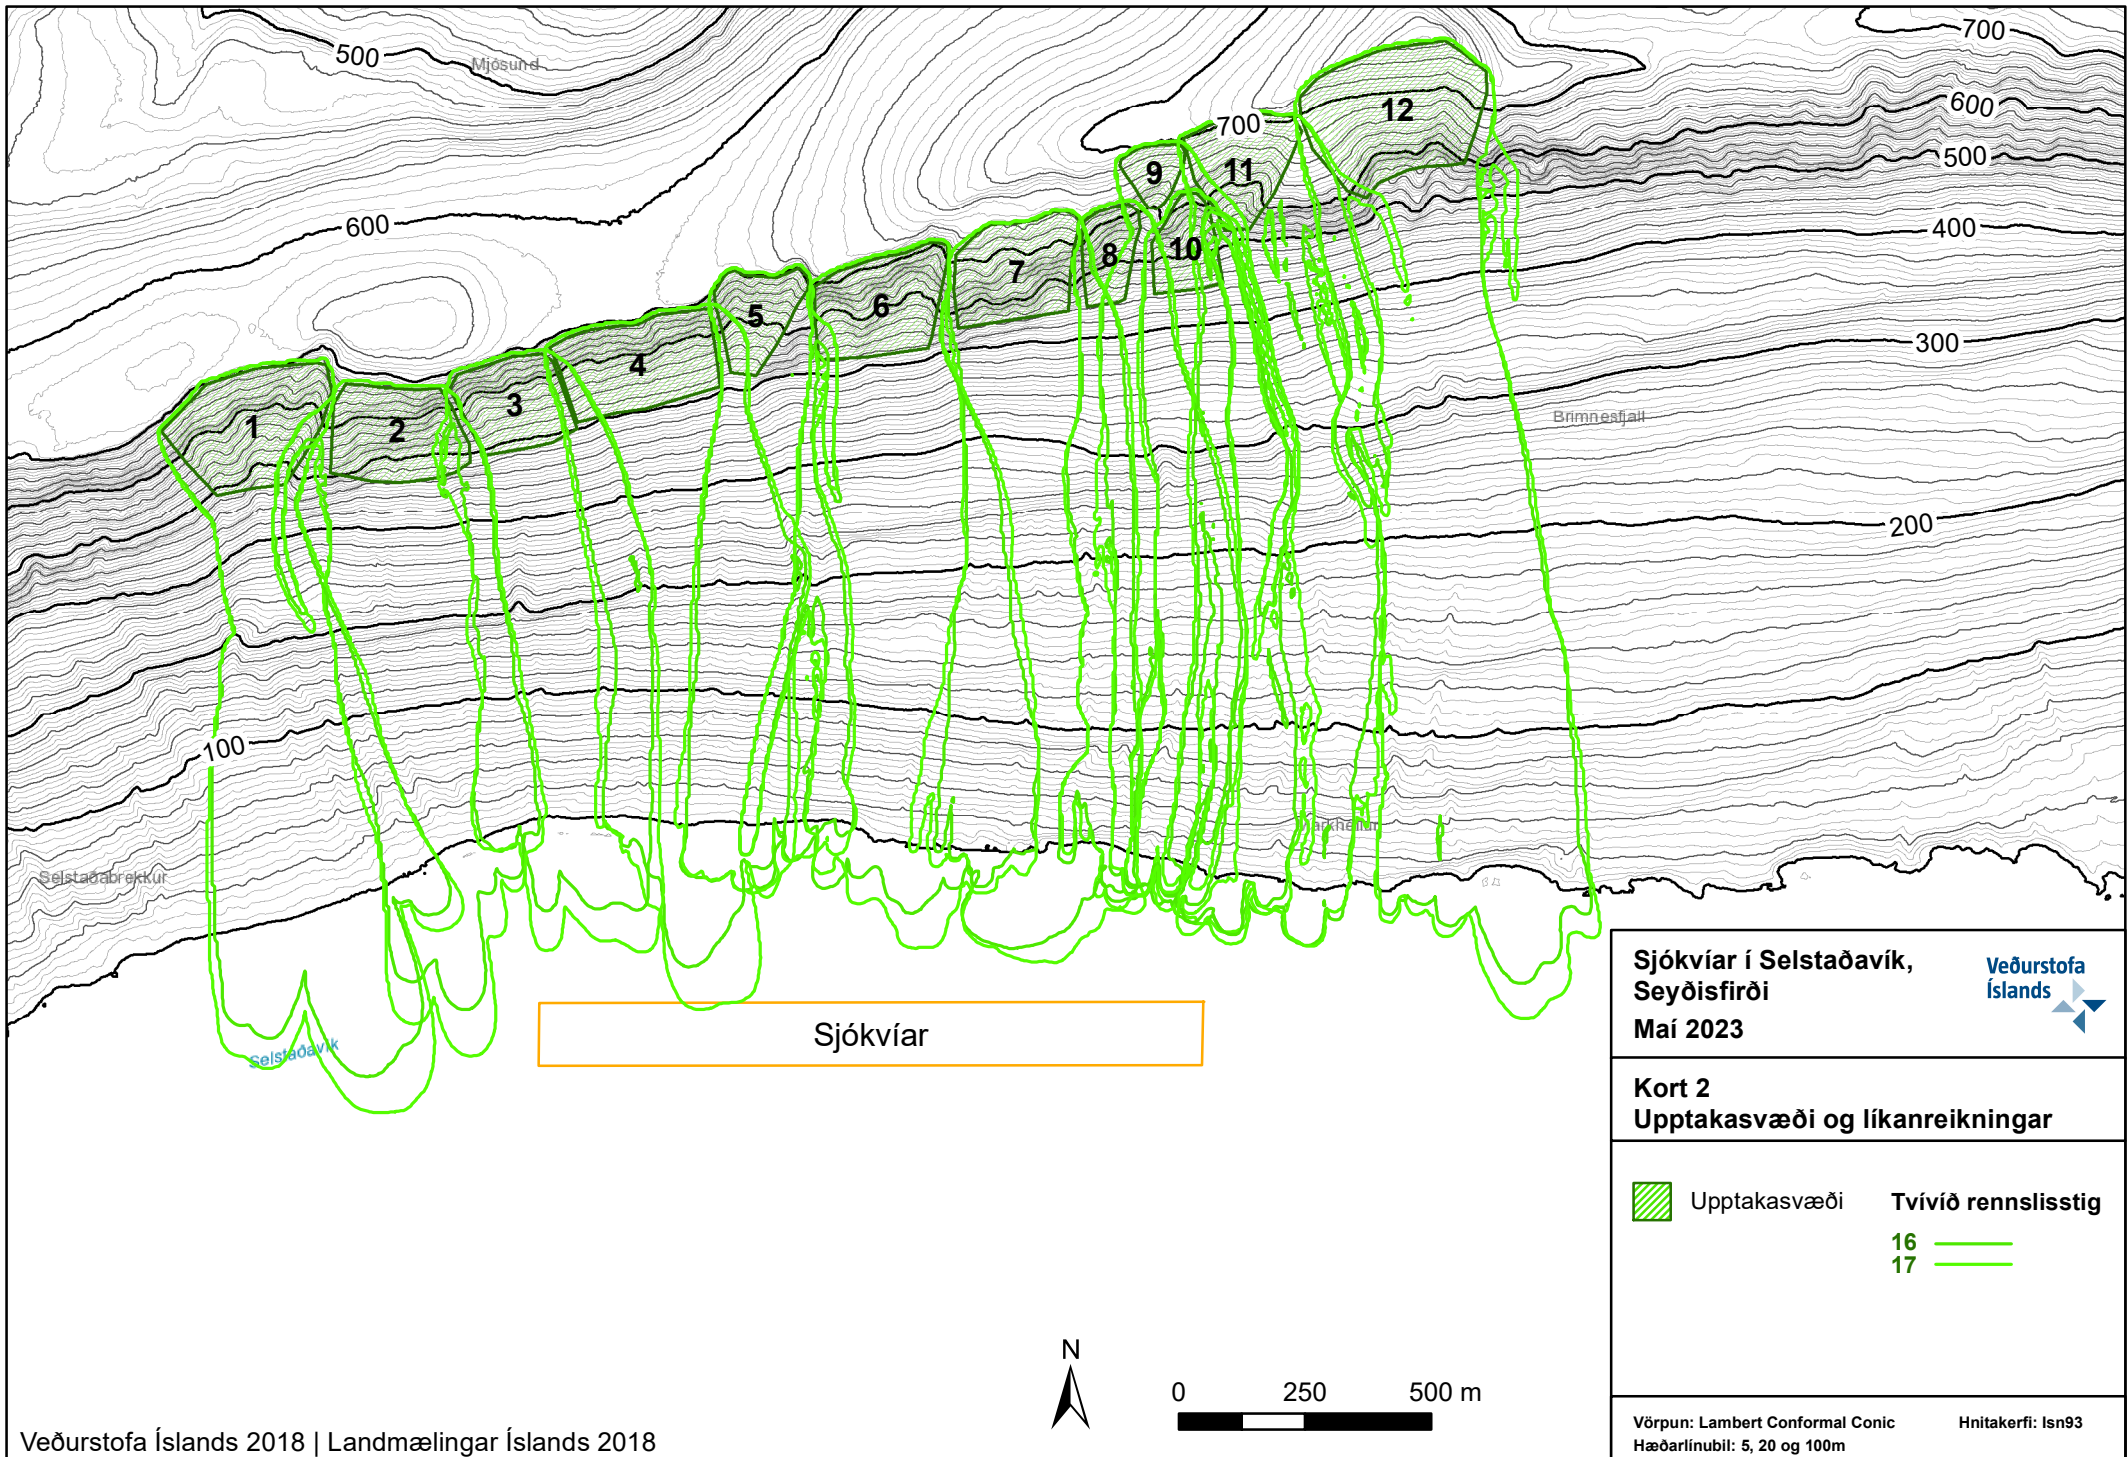 500
Mjósund
700
600
500
400
300
200
100
600
700
12
11
9
10
8
7
6
5
4
3
2
1
Brimnesfjall
Selstaðabrekkur
Selstaðavík
Sjókvíar
Sjókvíar í Selstaðavík,
Seyðisfirði
Maí 2023
Veðurstofa
Íslands
Kort 2
Upptakasvæði og líkanreikningar
Upptakasvæði
Tvívíð rennslisstig
16
17
N
0 250 500 m
Vörpun: Lambert Conformal Conic Hnitakerfi: Isn93
Hæðarlínubil: 5, 20 og 100m
Veðurstofa Íslands 2018 | Landmælingar Íslands 2018